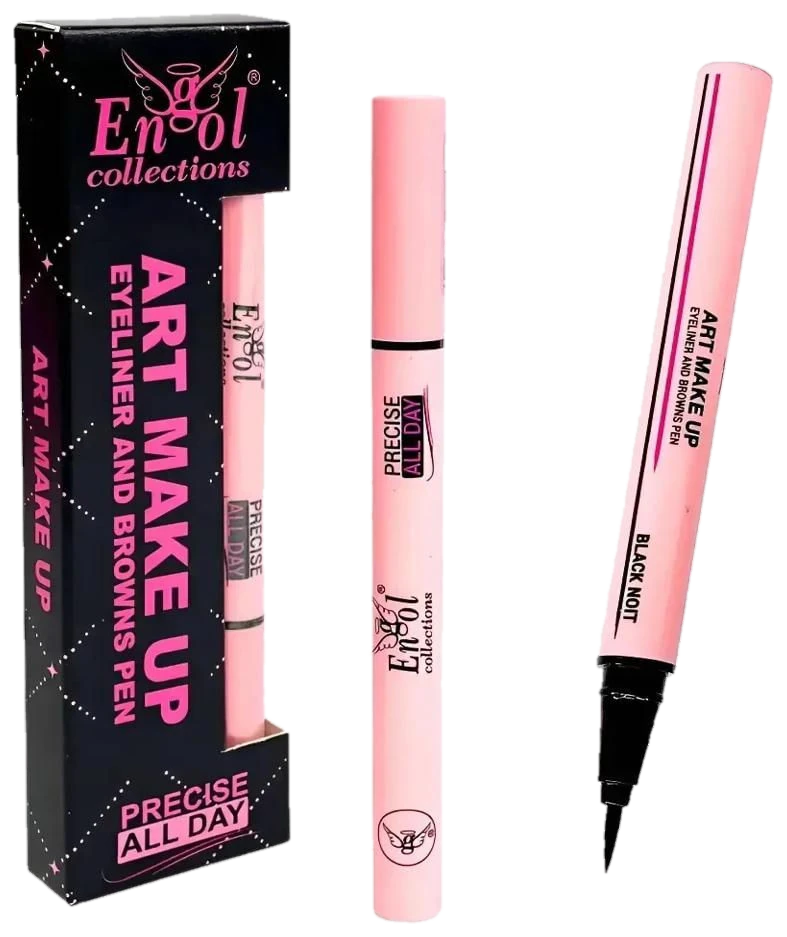 Engol®
collections
ART MAKE UP
EYELINER AND BROWNS PEN
PRECISE
ALL DAY
ART MAKE UP
Engol
collections
PRECISE
ALL DAY
PRECISE
ALL DAY
Engol®
collections
g®
ART MAKE UP
EYELINER AND BROWNS PEN
BLACK NOIT